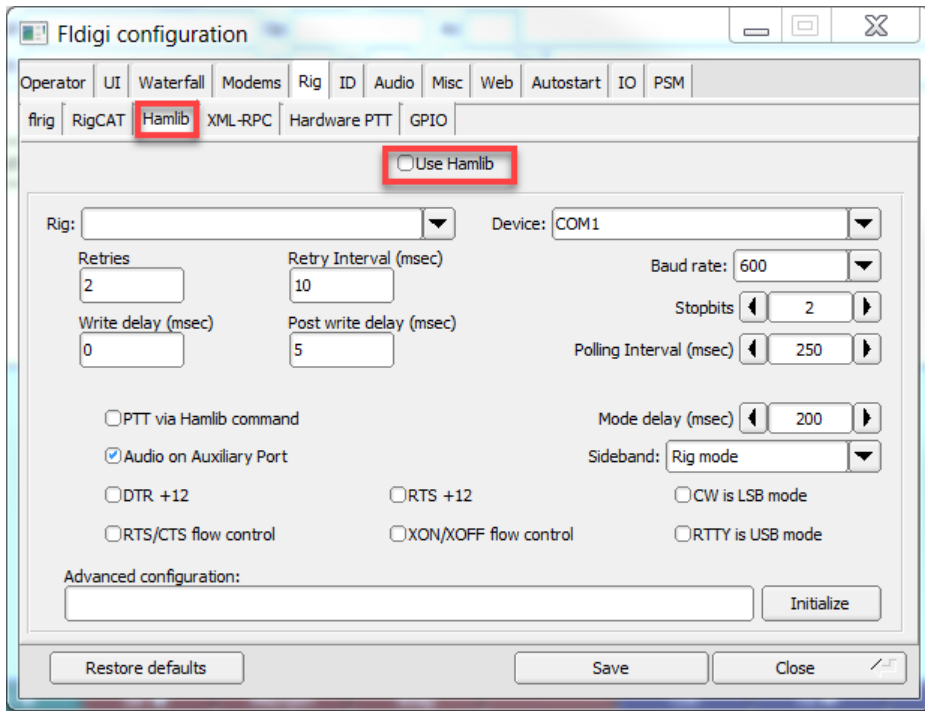 Fldigi configuration
Operator UI Waterfall Modems Rig ID Audio Misc Web Autostart IO PSM
flrig RigCAT Hamlib XML-RPC Hardware PTT GPIO
Use Hamlib
Rig: Device: COM1
Retries Retry Interval (msec) Baud rate: 600
2 10
Stopbits 2
Write delay (msec) Post write delay (msec)
0 5 Polling Interval (msec) 250
PTT via Hamlib command Mode delay (msec) 200
Audio on Auxiliary Port Sideband: Rig mode
DTR +12 RTS +12 CW is LSB mode
RTS/CTS flow control XON/XOFF flow control RTTY is USB mode
Advanced configuration:
Initialize
Restore defaults Save Close